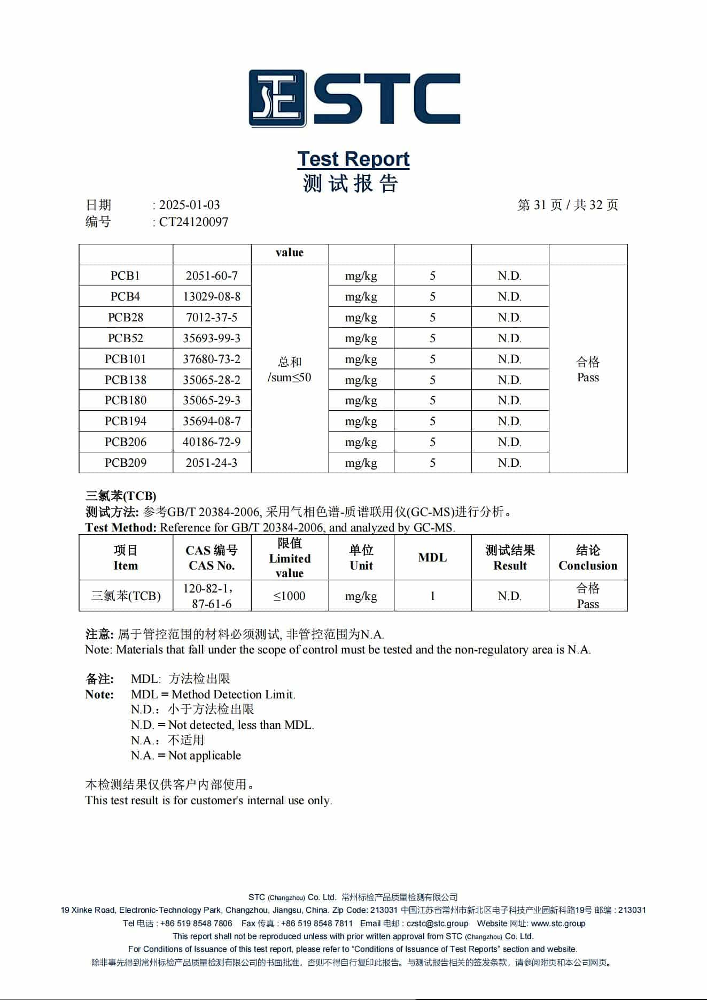 STC
Test Report
测试报告
日期 : 2025-01-03 第 31 页 / 共 32 页
编号 : CT24120097
value
PCB1 2051-60-7 mg/kg 5 N.D.
PCB4 13029-08-8 mg/kg 5 N.D.
PCB28 7012-37-5 mg/kg 5 N.D.
PCB52 35693-99-3 mg/kg 5 N.D.
PCB101 37680-73-2 总和 mg/kg 5 N.D. 合格
PCB138 35065-28-2 /sum≤50 mg/kg 5 N.D. Pass
PCB180 35065-29-3 mg/kg 5 N.D.
PCB194 35694-08-7 mg/kg 5 N.D.
PCB206 40186-72-9 mg/kg 5 N.D.
PCB209 2051-24-3 mg/kg 5 N.D.
三氯苯(TCB)
测试方法: 参考GB/T 20384-2006, 采用气相色谱-质谱联用仪(GC-MS)进行分析。
Test Method: Reference for GB/T 20384-2006, and analyzed by GC-MS.
项目 CAS 编号 限值 单位 MDL 测试结果 结论
Item CAS No. Limited value Unit Result Conclusion
三氯苯(TCB) 120-82-1, ≤1000 mg/kg 1 N.D. 合格
87-61-6 Pass
注意: 属于管控范围的材料必须测试, 非管控范围为N.A.
Note: Materials that fall under the scope of control must be tested and the non-regulatory area is N.A.
备注: MDL: 方法检出限
Note: MDL = Method Detection Limit.
N.D.：小于方法检出限
N.D. = Not detected, less than MDL.
N.A.：不适用
N.A. = Not applicable
本检测结果仅供客户内部使用。
This test result is for customer's internal use only.
STC (Changzhou) Co. Ltd. 常州标检产品质量检测有限公司
19 Xinke Road, Electronic-Technology Park, Changzhou, Jiangsu, China. Zip Code: 213031 中国江苏省常州市新北区电子科技产业园新科路19号 邮编 : 213031
Tel 电话 : +86 519 8548 7806 Fax 传真 : +86 519 8548 7811 Email 电邮 : czstc@stc.group Website 网址: www.stc.group
This report shall not be reproduced unless with prior written approval from STC (Changzhou) Co. Ltd.
For Conditions of Issuance of this test report, please refer to “Conditions of Issuance of Test Reports” section and website.
除非事先得到常州标检产品质量检测有限公司的书面批准，否则不得自行复印此报告。与测试报告相关的签发条款，请参阅附页和本公司网页。